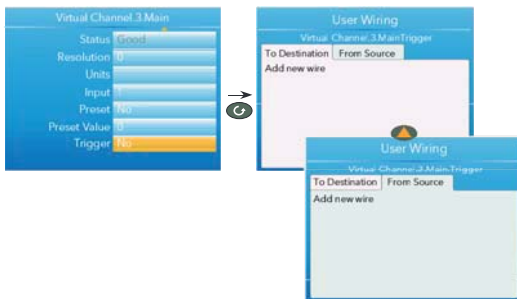 Virtual Channel.3.Main
Status Good
Resolution 0
Units
Input 1
Preset No
Preset Value 0
Trigger No
User Wiring
Virtual Channel.3.MainTrigger
To Destination From Source
Add new wire
User Wiring
Virtual Channel.3.Main.Trigger
To Destination From Source
Add new wire